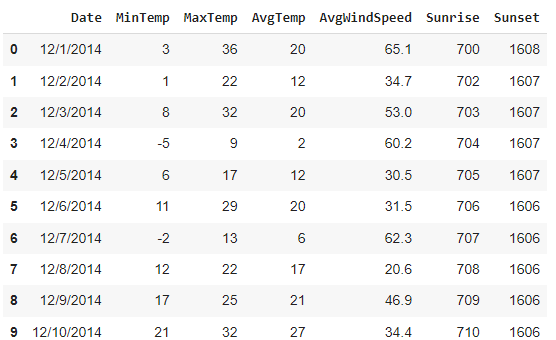 Date MinTemp MaxTemp AvgTemp AvgWindSpeed Sunrise Sunset
0 12/1/2014 3 36 20 65.1 700 1608
1 12/2/2014 1 22 12 34.7 702 1607
2 12/3/2014 8 32 20 53.0 703 1607
3 12/4/2014 -5 9 2 60.2 704 1607
4 12/5/2014 6 17 12 30.5 705 1607
5 12/6/2014 11 29 20 31.5 706 1606
6 12/7/2014 -2 13 6 62.3 707 1606
7 12/8/2014 12 22 17 20.6 708 1606
8 12/9/2014 17 25 21 46.9 709 1606
9 12/10/2014 21 32 27 34.4 710 1606